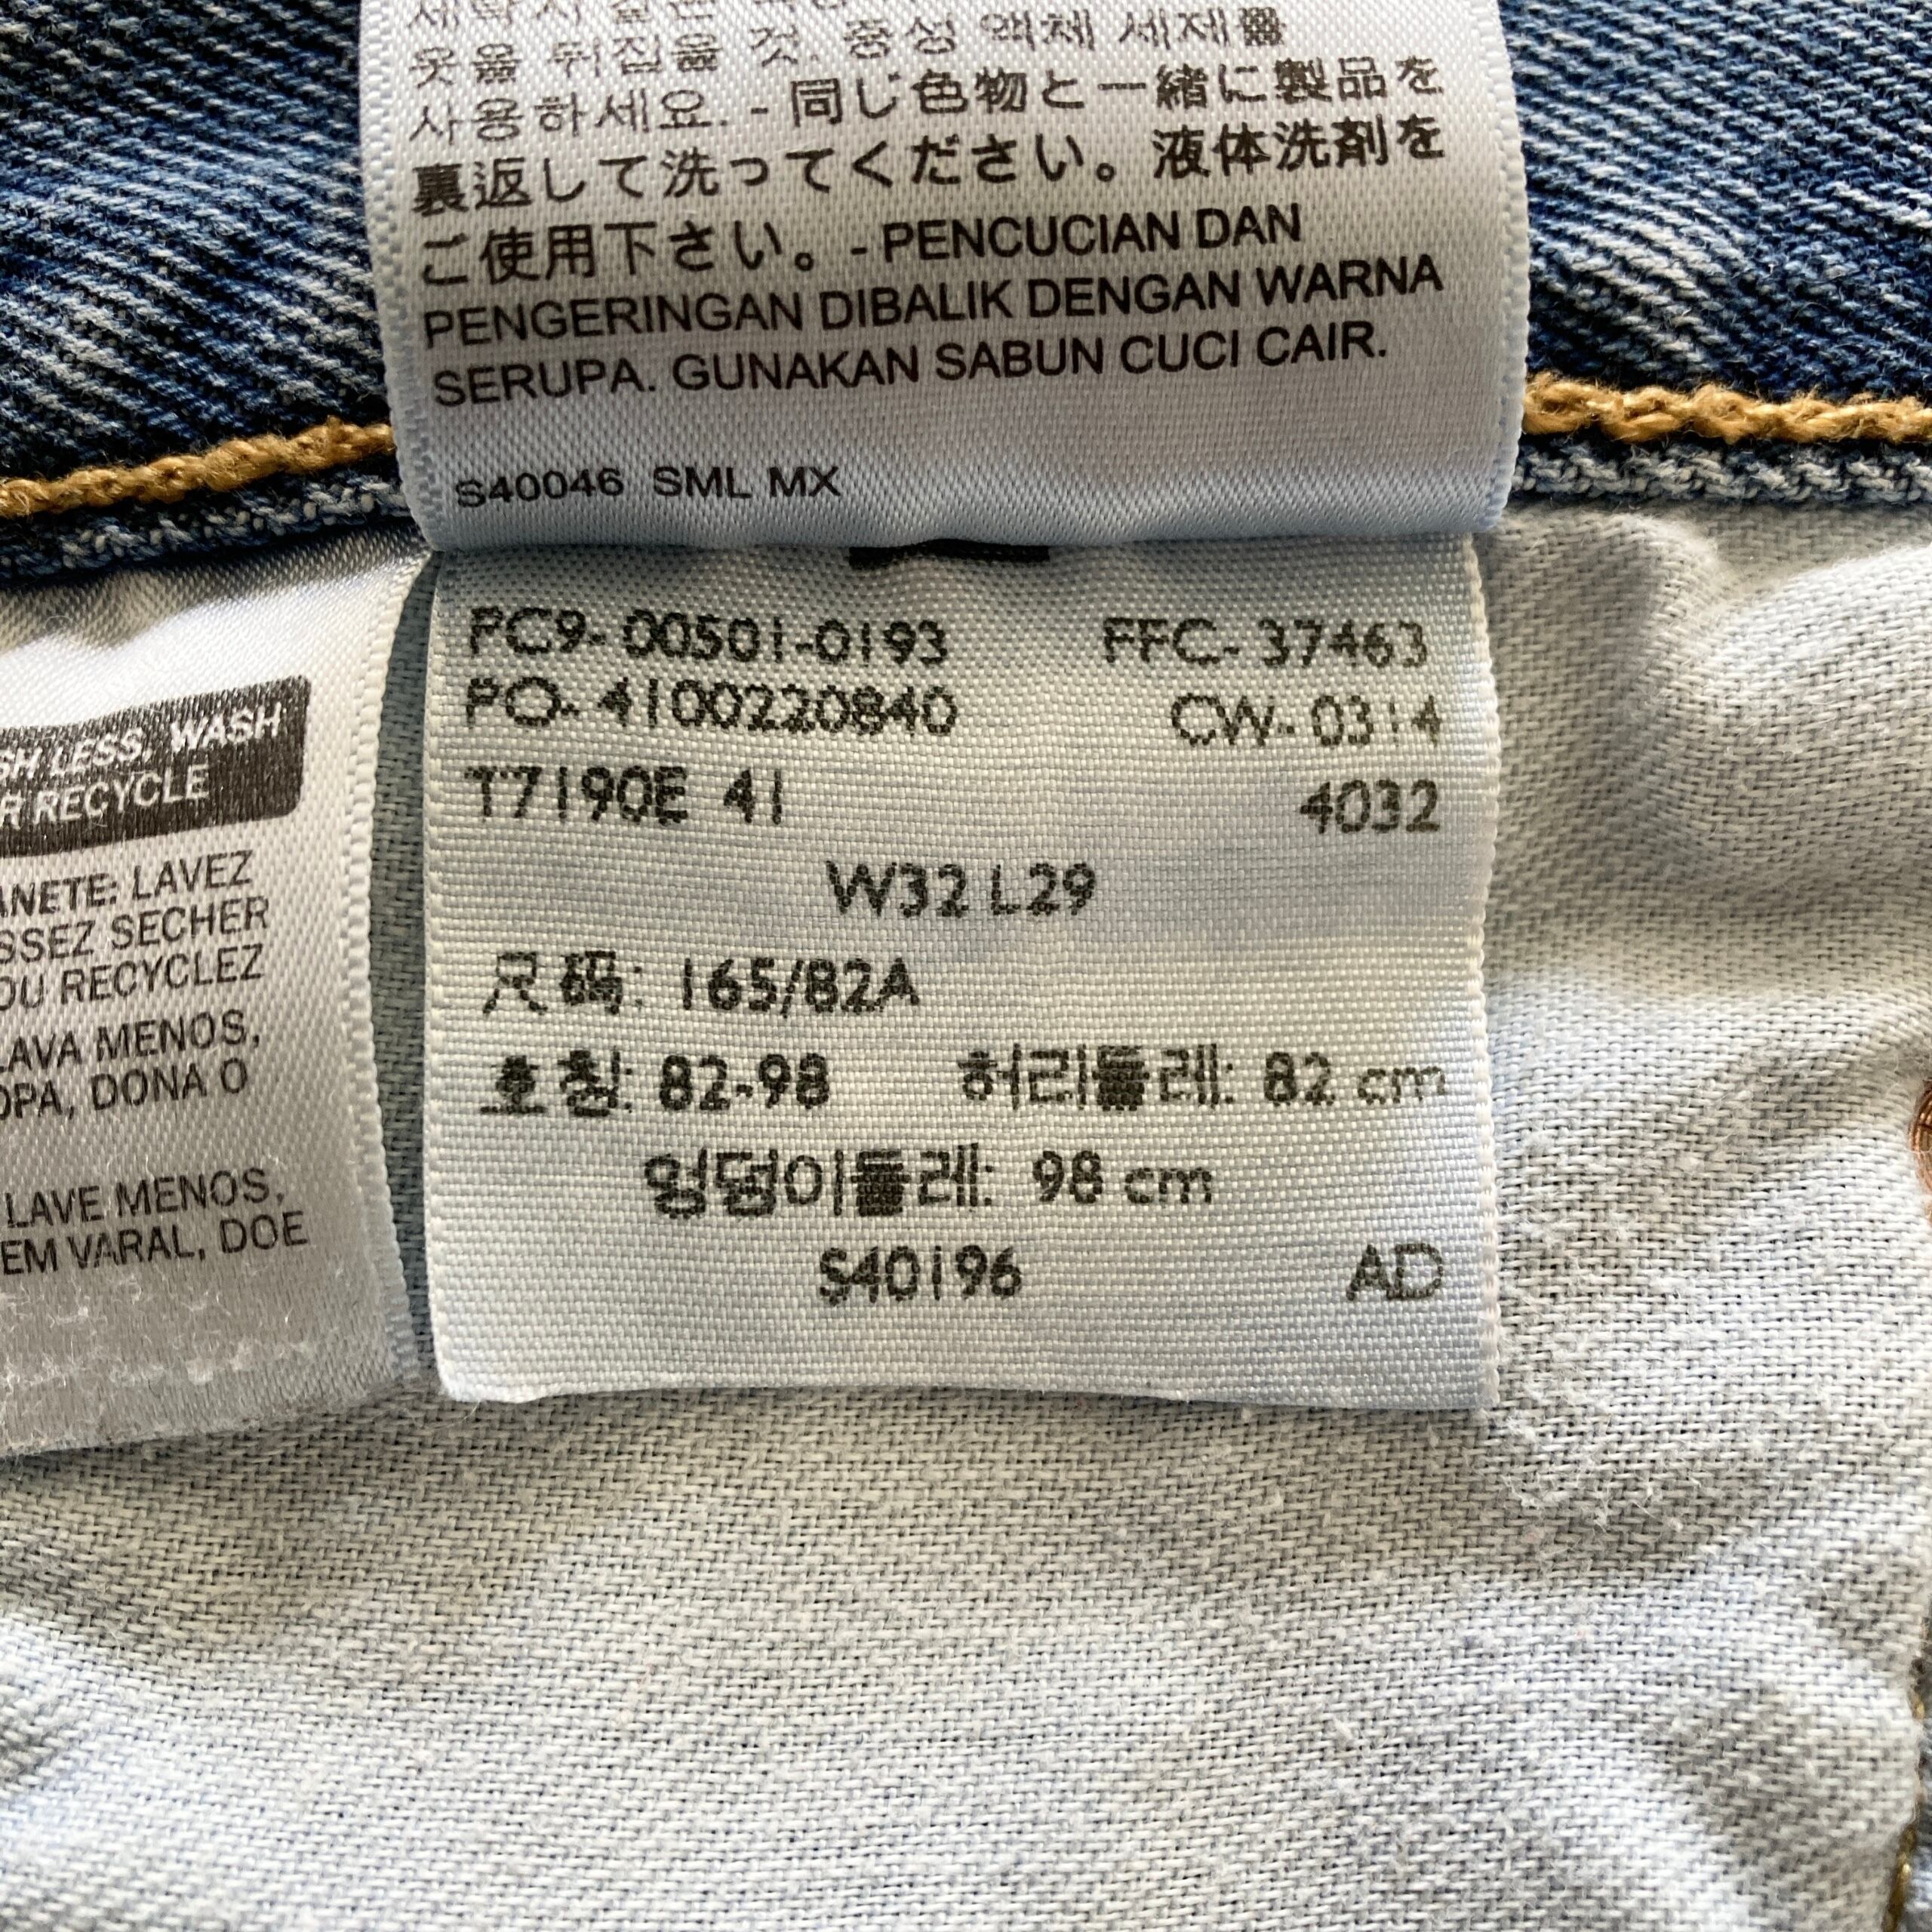 옷을 뒤집을 것. 중성 액체 세제를
사용하세요. - 同じ色物と一緒に製品を
裏返して洗ってください。液体洗剤を
ご使用下さい。- PENCUCIAN DAN
PENGERINGAN DIBALIK DENGAN WARNA
SERUPA. GUNAKAN SABUN CUCI CAIR.
S40046 SML MX
SH LESS, WASH
R RECYCLE
ANETE: LAVEZ
SSEZ SECHER
OU RECYCLEZ
LAVA MENOS,
OPA, DONA O
LAVE MENOS,
EM VARAL, DOE
PC9-00501-0193 FFC-37463
PO-4100220840 CW-0314
T7190E 41 4032
W32 L29
尺码: 165/82A
호칭: 82-98 허리둘레: 82 cm
엉덩이둘레: 98 cm
S40196 AD